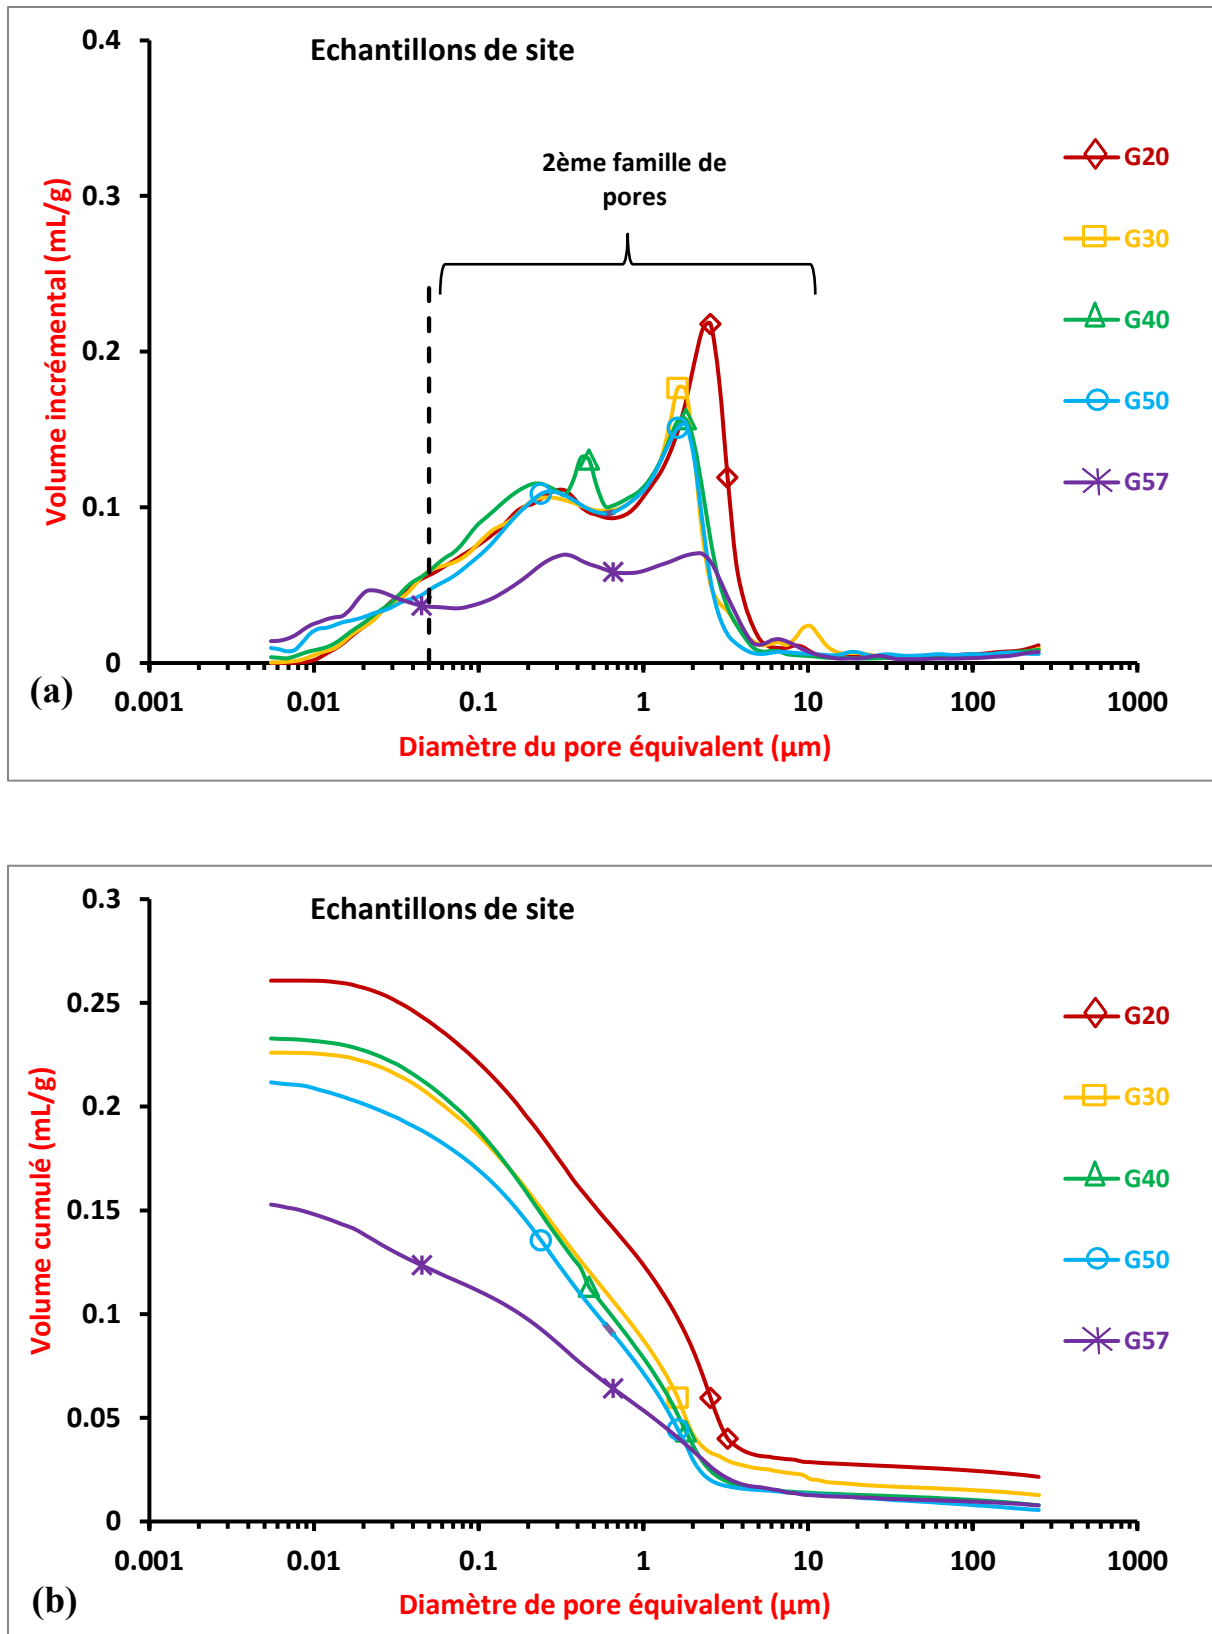 Echantillons de site
0.4
0.3
0.2
0.1
0
Volume incrémental (mL/g)
2ème famille de
pores
G20
G30
G40
G50
G57
(a)
0.001 0.01 0.1 1 10 100 1000
Diamètre du pore équivalent (µm)
Echantillons de site
0.3
0.25
0.2
0.15
0.1
0.05
0
Volume cumulé (mL/g)
G20
G30
G40
G50
G57
0.001 0.01 0.1 1 10 100 1000
(b)
Diamètre de pore équivalent (µm)